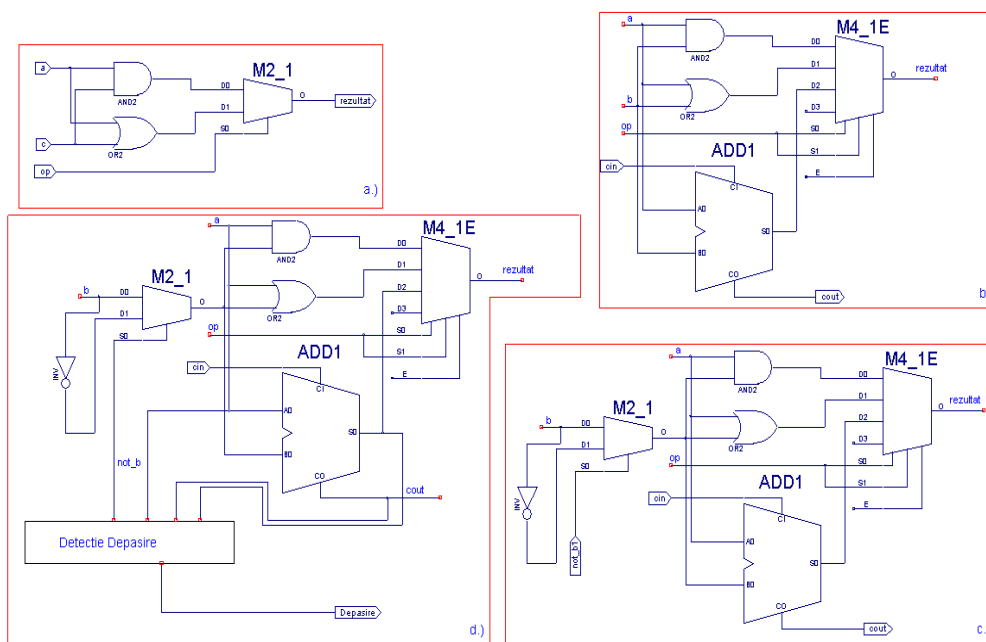 M2_1
a
AND2
D0
D1
S0
O
rezultat
c
OR2
op
a.)
M4_1E
a
AND2
D0
D1
D2
D3
S0
S1
E
O
rezultat
b
OR2
op
ADD1
cin
CI
A0
B0
S0
CO
cout
b
M4_1E
a
AND2
D0
D1
D2
D3
S0
S1
E
O
rezultat
M2_1
b
D0
D1
S0
O
OR2
op
INV
ADD1
cin
CI
A0
B0
S0
CO
cout
not_b
Detectie Depasire
Depasire
d.)
M4_1E
a
AND2
D0
D1
D2
D3
S0
S1
E
O
rezultat
M2_1
b
D0
D1
S0
O
OR2
op
INV
not_b1
ADD1
cin
CI
A0
B0
S0
CO
cout
c.